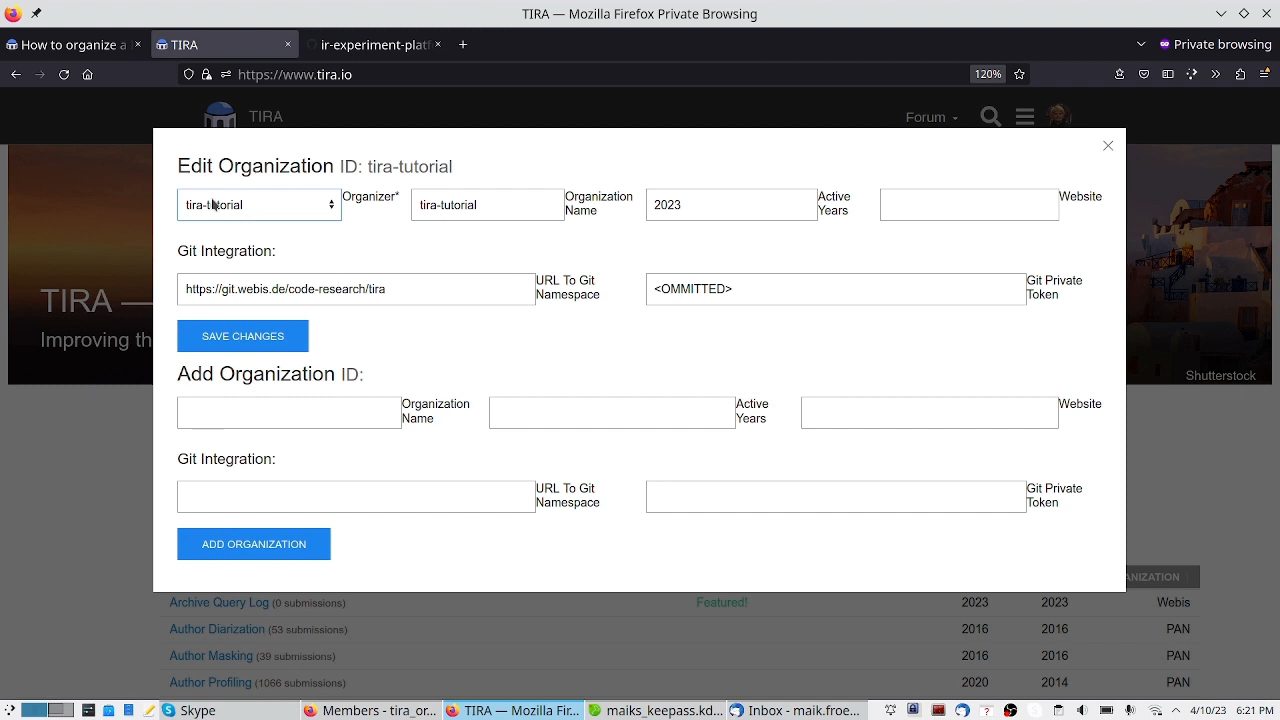 TIRA — Mozilla Firefox Private Browsing
How to organize a
TIRA
ir-experiment-platf
Private browsing
https://www.tira.io
120%
TIRA
Forum
Edit Organization ID: tira-tutorial
tira-tutorial
Organizer*
tira-tutorial
Organization Name
2023
Active Years
Website
Git Integration:
https://git.webis.de/code-research/tira
URL To Git Namespace
<OMMITTED>
Git Private Token
SAVE CHANGES
Add Organization ID:
Organization Name
Active Years
Website
Git Integration:
URL To Git Namespace
Git Private Token
ADD ORGANIZATION
TIRA —
Improving th
Shutterstock
ANIZATION
Archive Query Log (0 submissions) Featured! 2023 2023 Webis
Author Diarization (53 submissions) 2016 2016 PAN
Author Masking (39 submissions) 2016 2016 PAN
Author Profiling (1066 submissions) 2020 2014 PAN
Skype
Members - tira_or...
TIRA — Mozilla Fir...
maiks_keepass.kd...
Inbox - maik.froe...
4/10/23 6:21 PM